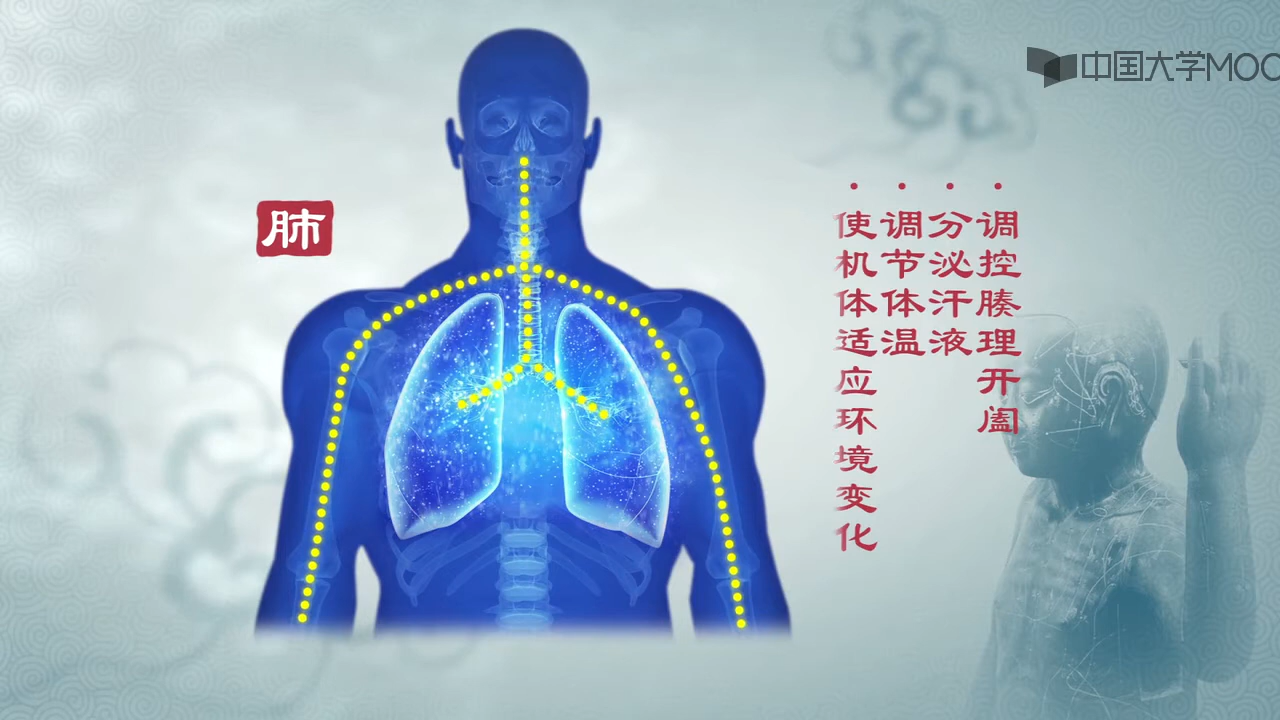 中国大学MOO
肺
调控腠理开阖
分泌汗液
调节体温
使机体适应环境变化